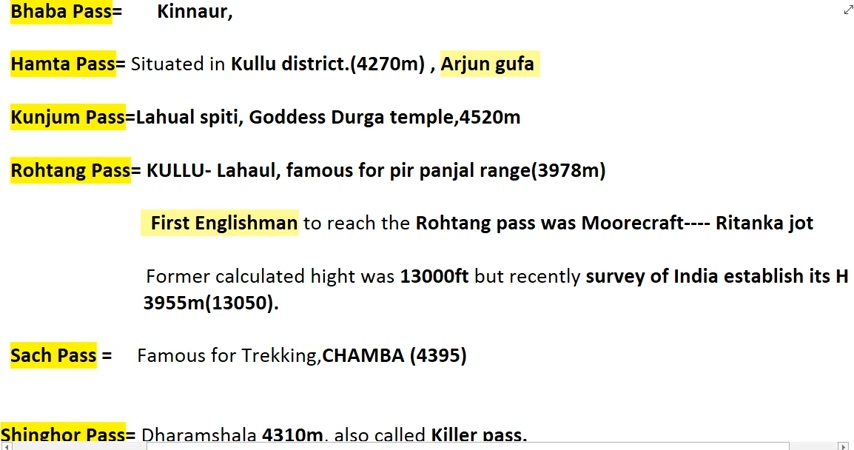 Bhaba Pass= Kinnaur,
Hamta Pass= Situated in Kullu district.(4270m) , Arjun gufa
Kunjum Pass=Lahual spiti, Goddess Durga temple,4520m
Rohtang Pass= KULLU- Lahaul, famous for pir panjal range(3978m)
First Englishman to reach the Rohtang pass was Moorecraft---- Ritanka jot
Former calculated hight was 13000ft but recently survey of India establish its H
3955m(13050).
Sach Pass = Famous for Trekking,CHAMBA (4395)
Shinghor Pass= Dharamshala 4310m, also called Killer pass.